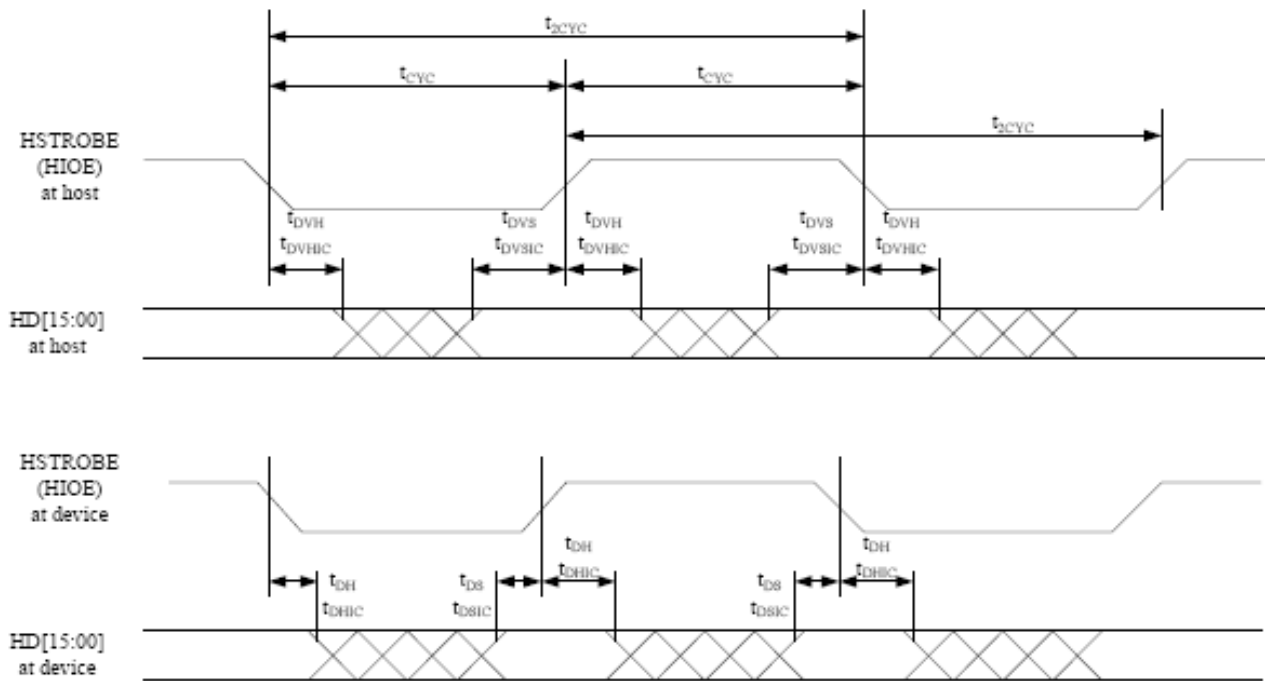 t2CYC
tCYC tCYC
t2CYC
HSTROBE
(HIOE)
at host
tDVH tDVS tDVH tDVS tDVH
tDVHIC tDVSIC tDVHIC tDVSIC tDVHIC
HD[15:00]
at host
HSTROBE
(HIOE)
at device
tDH tDH
tDHIC tDHIC
tDH tDS tDS
tDHIC tDSIC tDSIC
HD[15:00]
at device